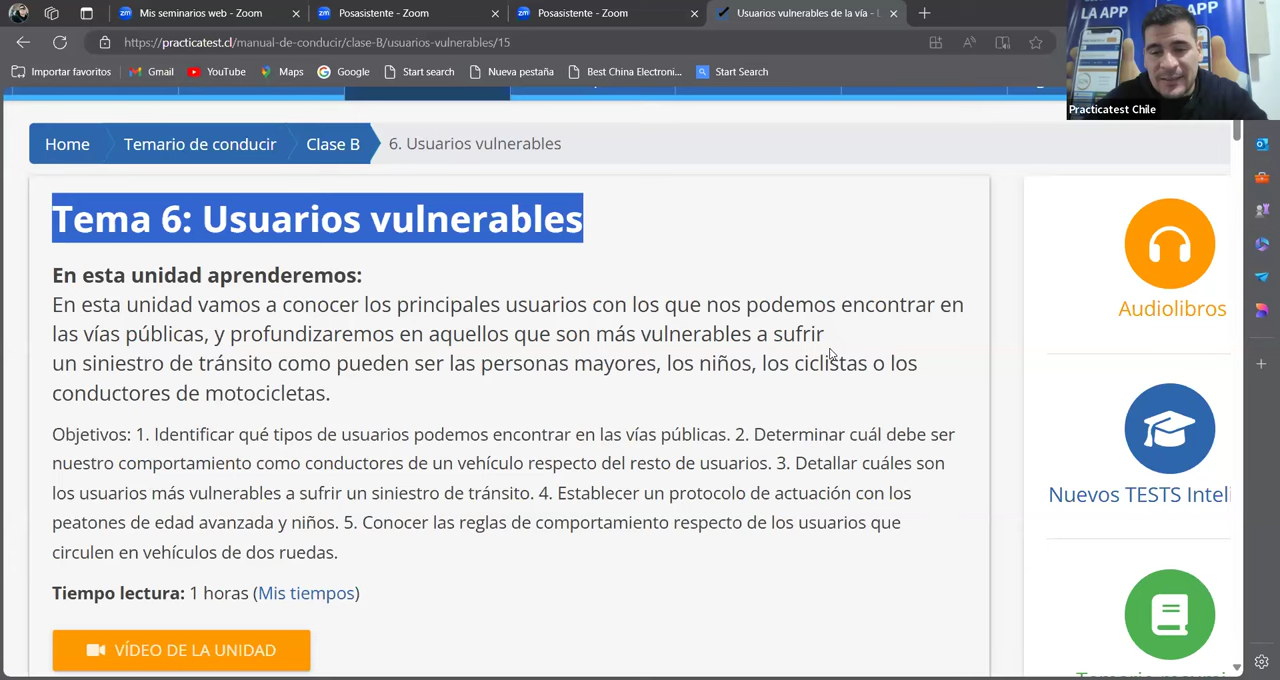 Mis seminarios web - Zoom
Posasistente - Zoom
Posasistente - Zoom
Usuarios vulnerables de la vía - L
https://practicatest.cl/manual-de-conducir/clase-B/usuarios-vulnerables/15
Importar favoritos
Gmail
YouTube
Maps
Google
Start search
Nueva pestaña
Best China Electroni...
Start Search
LA APP
Practicatest Chile
Home
Temario de conducir
Clase B
6. Usuarios vulnerables
Tema 6: Usuarios vulnerables
En esta unidad aprenderemos:
En esta unidad vamos a conocer los principales usuarios con los que nos podemos encontrar en
las vías públicas, y profundizaremos en aquellos que son más vulnerables a sufrir
un siniestro de tránsito como pueden ser las personas mayores, los niños, los ciclistas o los
conductores de motocicletas.
Objetivos: 1. Identificar qué tipos de usuarios podemos encontrar en las vías públicas. 2. Determinar cuál debe ser
nuestro comportamiento como conductores de un vehículo respecto del resto de usuarios. 3. Detallar cuáles son
los usuarios más vulnerables a sufrir un siniestro de tránsito. 4. Establecer un protocolo de actuación con los
peatones de edad avanzada y niños. 5. Conocer las reglas de comportamiento respecto de los usuarios que
circulen en vehículos de dos ruedas.
Tiempo lectura: 1 horas (Mis tiempos)
VÍDEO DE LA UNIDAD
Audiolibros
Nuevos TESTS Inteli